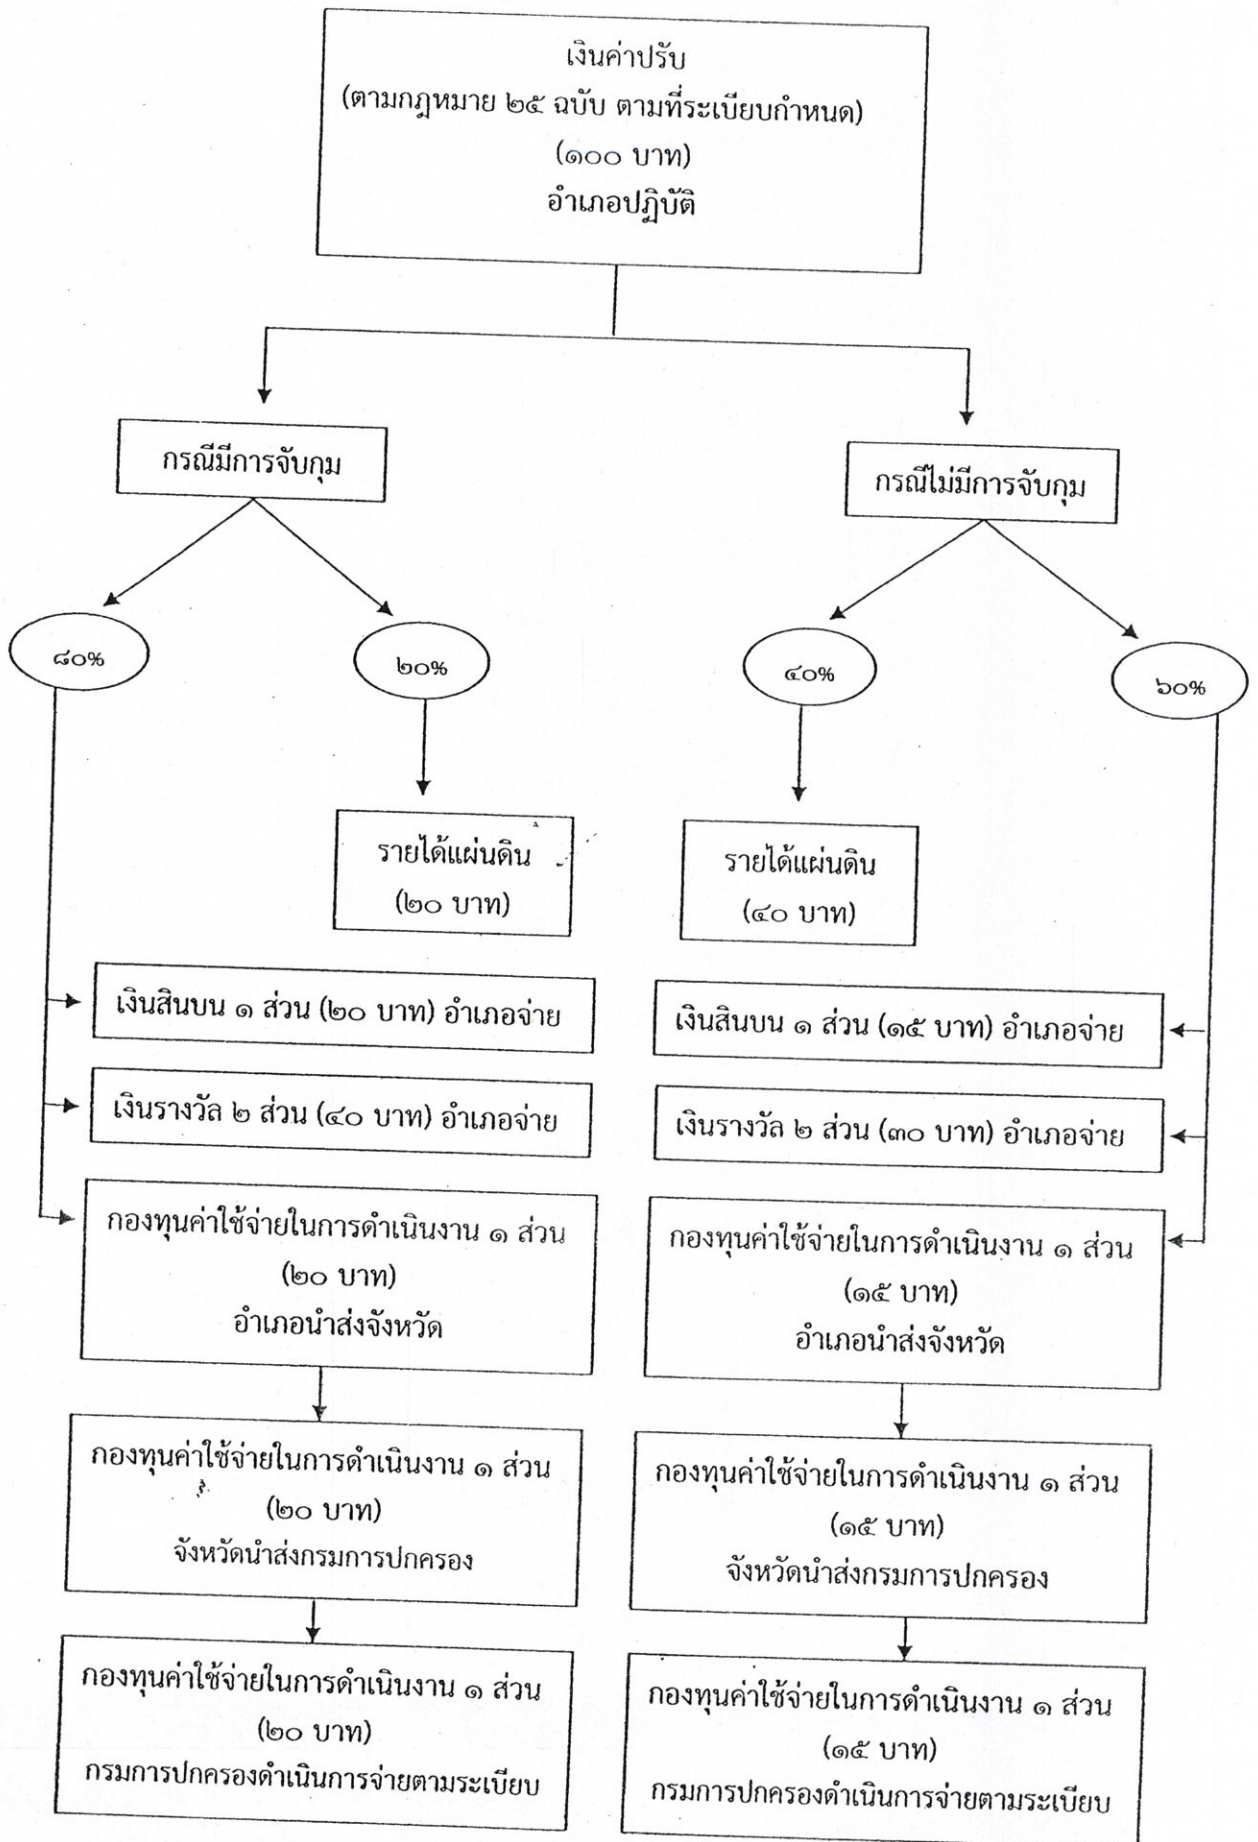 เงินค่าปรับ
(ตามกฎหมาย ๒๕ ฉบับ ตามที่ระเบียบกำหนด)
(๑๐๐ บาท)
อำเภอปฏิบัติ
กรณีมีการจับกุม
๘๐%
๒๐%
รายได้แผ่นดิน
(๒๐ บาท)
เงินสินบน ๑ ส่วน (๒๐ บาท) อำเภอจ่าย
เงินรางวัล ๒ ส่วน (๔๐ บาท) อำเภอจ่าย
กองทุนค่าใช้จ่ายในการดำเนินงาน ๑ ส่วน
(๒๐ บาท)
อำเภอนำส่งจังหวัด
กองทุนค่าใช้จ่ายในการดำเนินงาน ๑ ส่วน
(๒๐ บาท)
จังหวัดนำส่งกรมการปกครอง
กองทุนค่าใช้จ่ายในการดำเนินงาน ๑ ส่วน
(๒๐ บาท)
กรมการปกครองดำเนินการจ่ายตามระเบียบ
กรณีไม่มีการจับกุม
๔๐%
๖๐%
รายได้แผ่นดิน
(๔๐ บาท)
เงินสินบน ๑ ส่วน (๑๕ บาท) อำเภอจ่าย
เงินรางวัล ๒ ส่วน (๓๐ บาท) อำเภอจ่าย
กองทุนค่าใช้จ่ายในการดำเนินงาน ๑ ส่วน
(๑๕ บาท)
อำเภอนำส่งจังหวัด
กองทุนค่าใช้จ่ายในการดำเนินงาน ๑ ส่วน
(๑๕ บาท)
จังหวัดนำส่งกรมการปกครอง
กองทุนค่าใช้จ่ายในการดำเนินงาน ๑ ส่วน
(๑๕ บาท)
กรมการปกครองดำเนินการจ่ายตามระเบียบ